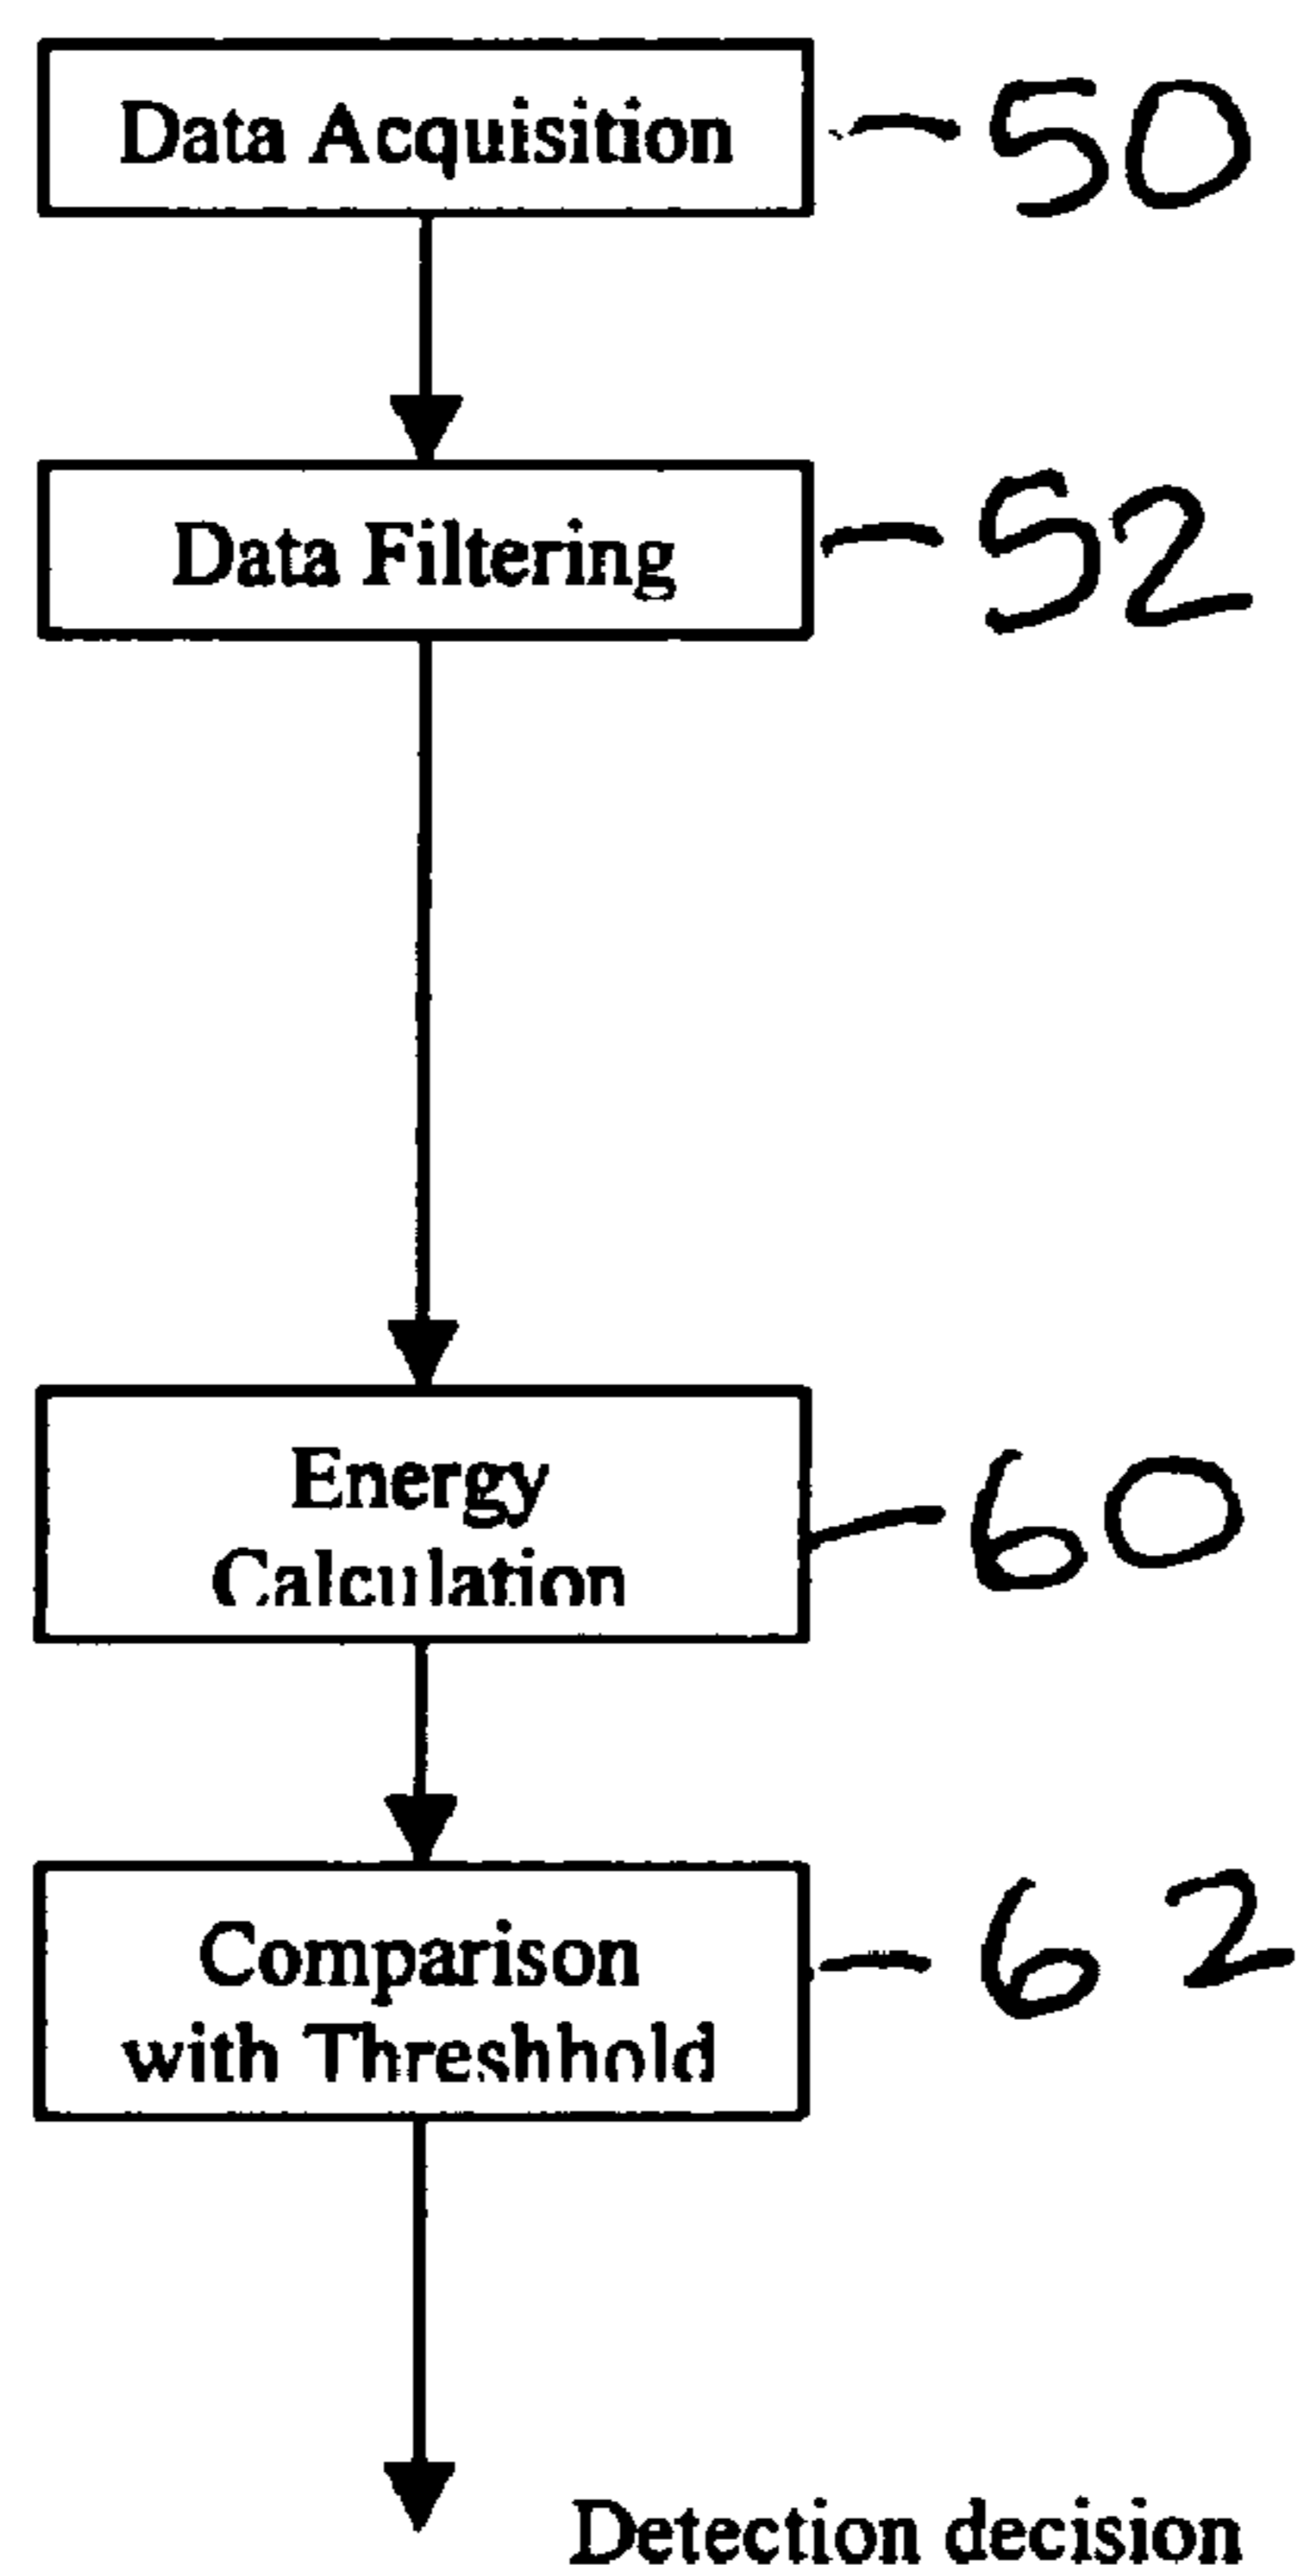 Data Acquisition 50
Data Filtering 52
Energy
Calculation 60
Comparison 62
with Threshhold
Detection decision